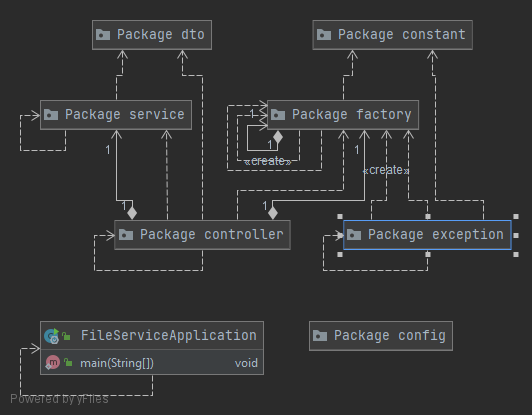 Package dto
Package constant
Package service
Package factory
1
1
1
1
«create»
«create»
1
1
Package controller
Package exception
FileServiceApplication
main(String[]) void
Package config
Powered by yFiles